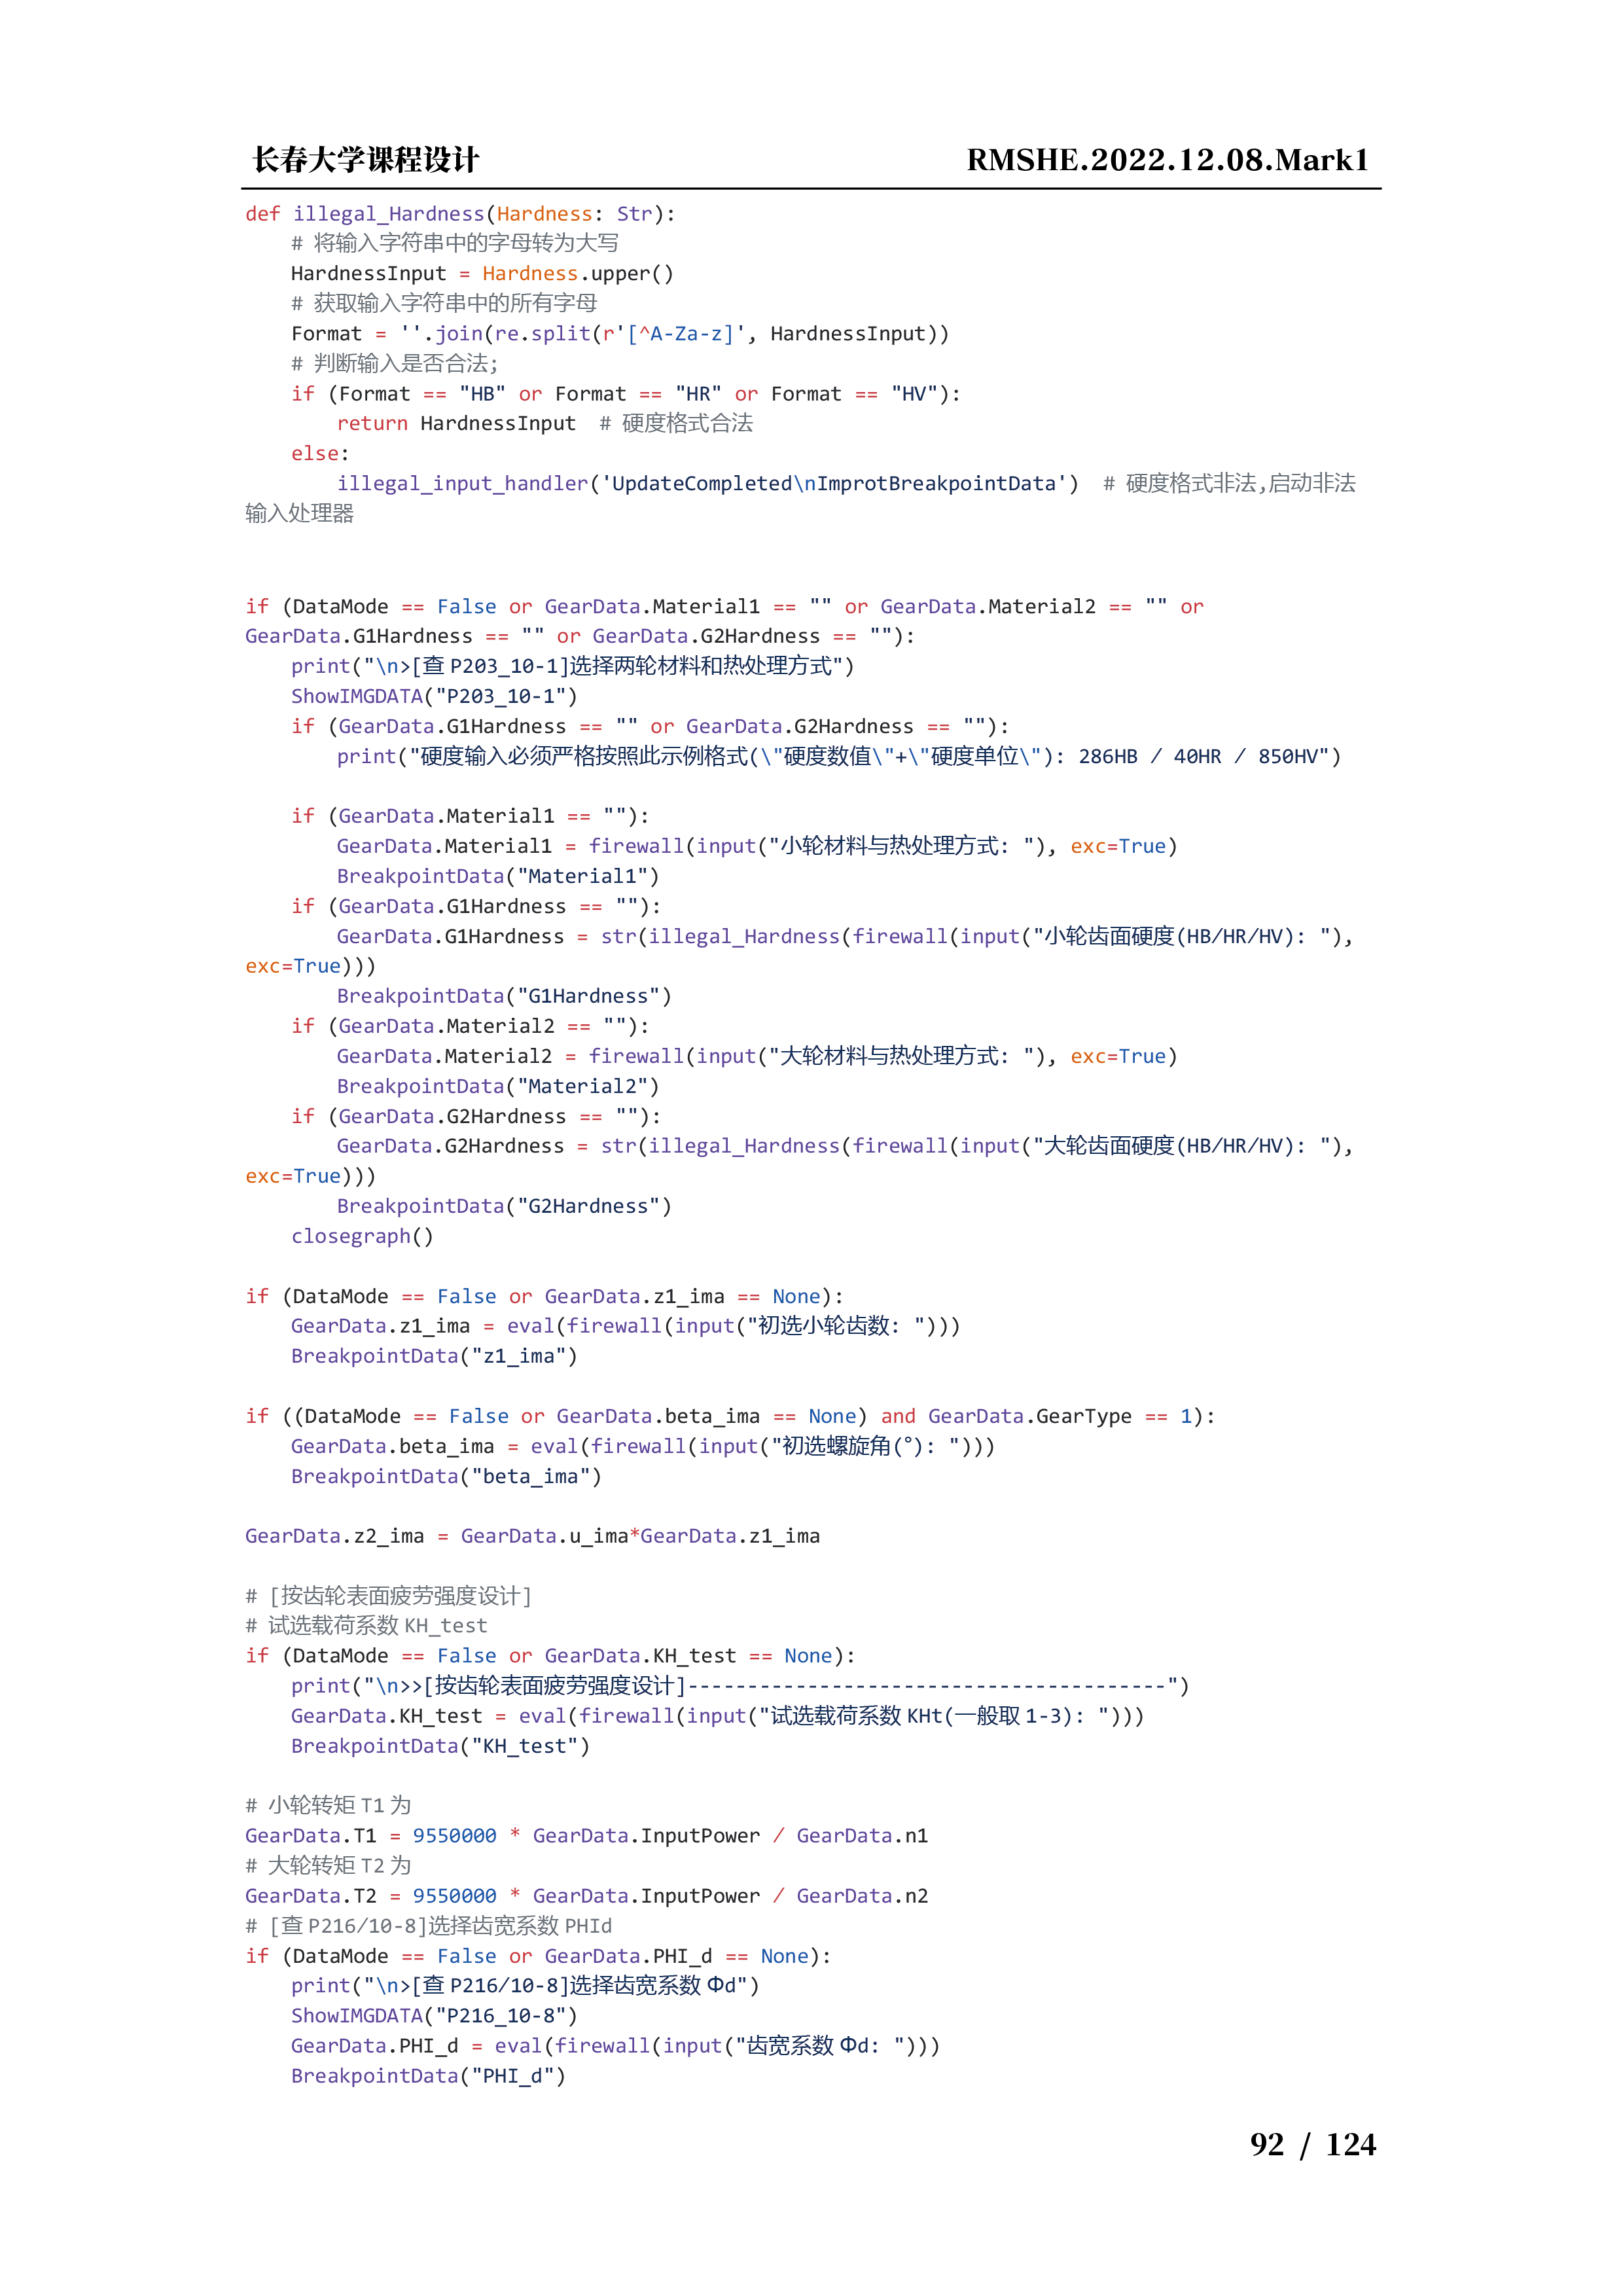 长春大学课程设计 RMSHE.2022.12.08.Mark1
def illegal_Hardness(Hardness: Str):
    # 将输入字符串中的字母转为大写
    HardnessInput = Hardness.upper()
    # 获取输入字符串中的所有字母
    Format = ''.join(re.split(r'[^A-Za-z]', HardnessInput))
    # 判断输入是否合法;
    if (Format == "HB" or Format == "HR" or Format == "HV"):
        return HardnessInput  # 硬度格式合法
    else:
        illegal_input_handler('UpdateCompleted\nImprotBreakpointData')  # 硬度格式非法,启动非法
输入处理器
if (DataMode == False or GearData.Material1 == "" or GearData.Material2 == "" or
GearData.G1Hardness == "" or GearData.G2Hardness == ""):
    print("\n>[查 P203_10-1]选择两轮材料和热处理方式")
    ShowIMGDATA("P203_10-1")
    if (GearData.G1Hardness == "" or GearData.G2Hardness == ""):
        print("硬度输入必须严格按照此示例格式(\"硬度数值\"+\"硬度单位\"): 286HB / 40HR / 850HV")
    if (GearData.Material1 == ""):
        GearData.Material1 = firewall(input("小轮材料与热处理方式: "), exc=True)
        BreakpointData("Material1")
    if (GearData.G1Hardness == ""):
        GearData.G1Hardness = str(illegal_Hardness(firewall(input("小轮齿面硬度(HB/HR/HV): "),
exc=True)))
        BreakpointData("G1Hardness")
    if (GearData.Material2 == ""):
        GearData.Material2 = firewall(input("大轮材料与热处理方式: "), exc=True)
        BreakpointData("Material2")
    if (GearData.G2Hardness == ""):
        GearData.G2Hardness = str(illegal_Hardness(firewall(input("大轮齿面硬度(HB/HR/HV): "),
exc=True)))
        BreakpointData("G2Hardness")
    closegraph()
if (DataMode == False or GearData.z1_ima == None):
    GearData.z1_ima = eval(firewall(input("初选小轮齿数: ")))
    BreakpointData("z1_ima")
if ((DataMode == False or GearData.beta_ima == None) and GearData.GearType == 1):
    GearData.beta_ima = eval(firewall(input("初选螺旋角(°): ")))
    BreakpointData("beta_ima")
GearData.z2_ima = GearData.u_ima*GearData.z1_ima
# [按齿轮表面疲劳强度设计]
# 试选载荷系数 KH_test
if (DataMode == False or GearData.KH_test == None):
    print("\n>>[按齿轮表面疲劳强度设计]----------------------------------------")
    GearData.KH_test = eval(firewall(input("试选载荷系数 KHt(一般取 1-3): ")))
    BreakpointData("KH_test")
# 小轮转矩 T1 为
GearData.T1 = 9550000 * GearData.InputPower / GearData.n1
# 大轮转矩 T2 为
GearData.T2 = 9550000 * GearData.InputPower / GearData.n2
# [查 P216/10-8]选择齿宽系数 PHId
if (DataMode == False or GearData.PHI_d == None):
    print("\n>[查 P216/10-8]选择齿宽系数 Φd")
    ShowIMGDATA("P216_10-8")
    GearData.PHI_d = eval(firewall(input("齿宽系数 Φd: ")))
    BreakpointData("PHI_d")
92 / 124